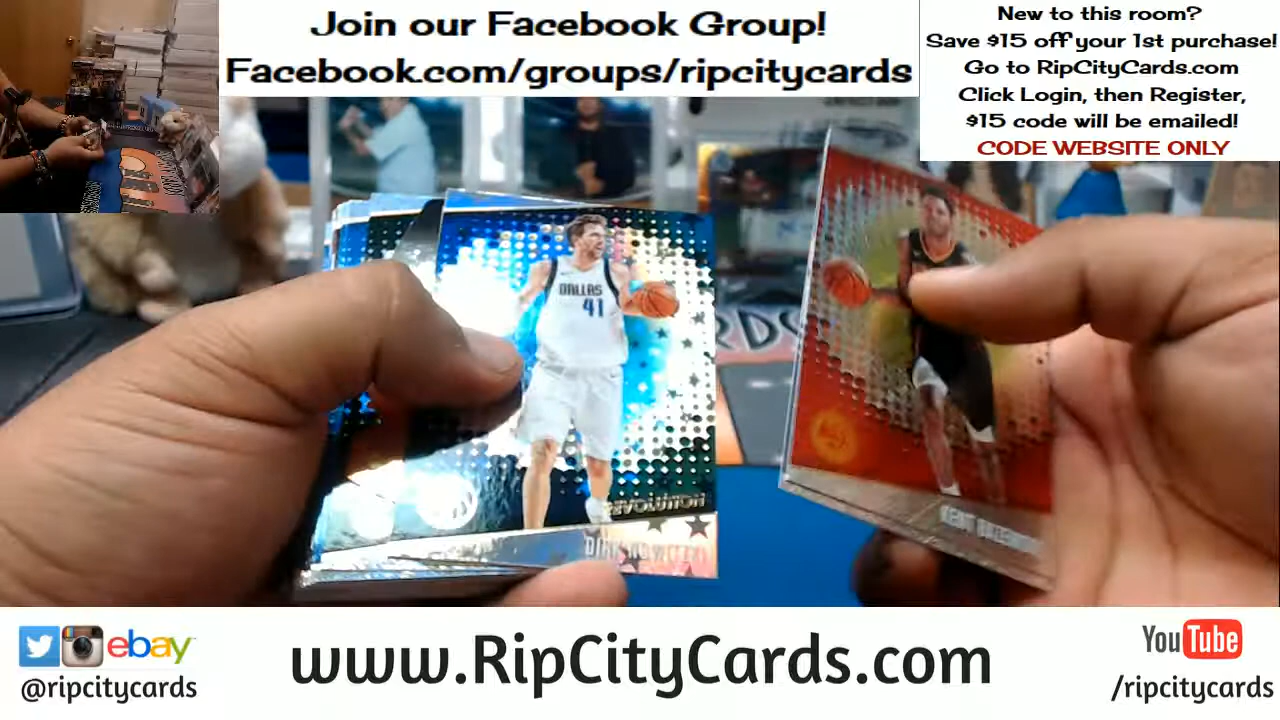 Join our Facebook Group!
Facebook.com/groups/ripcitycards
New to this room?
Save $15 off your 1st purchase!
Go to RipCityCards.com
Click Login, then Register,
$15 code will be emailed!
CODE WEBSITE ONLY
DALLAS
41
REVOLUTION
DIRK NOWITZKI
ebay
@ripcitycards
www.RipCityCards.com
YouTube
/ripcitycards